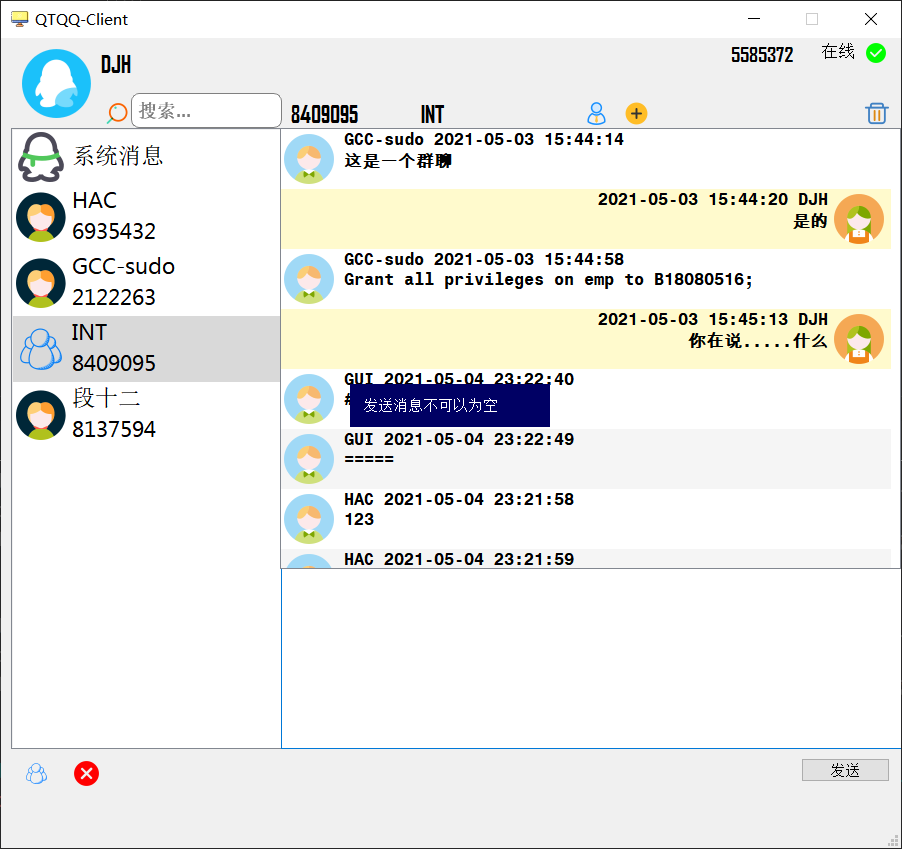 QTQQ-Client
DJH
5585372
在线
搜索...
8409095
INT
系统消息
HAC
6935432
GCC-sudo
2122263
INT
8409095
段十二
8137594
GCC-sudo 2021-05-03 15:44:14
这是一个群聊
2021-05-03 15:44:20 DJH
是的
GCC-sudo 2021-05-03 15:44:58
Grant all privileges on emp to B18080516;
2021-05-03 15:45:13 DJH
你在说.....什么
GUI 2021-05-03 23:22:40
#
发送消息不可以为空
GUI 2021-05-03 23:22:49
=====
HAC 2021-05-04 23:21:58
123
HAC 2021-05-04 23:21:59
发送